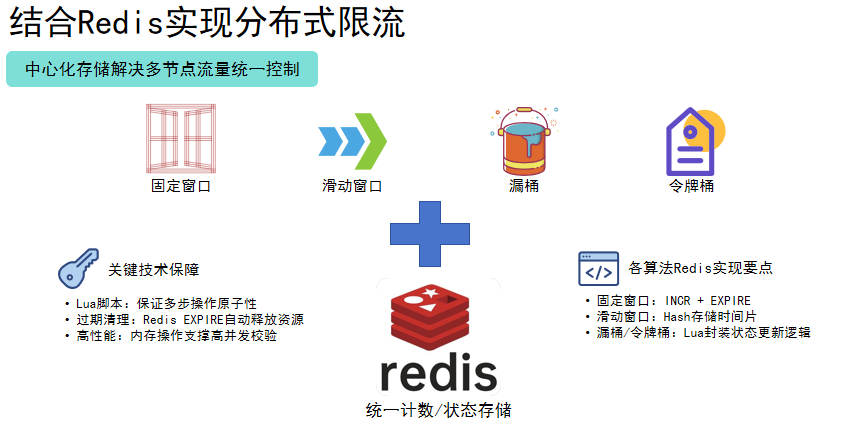 结合Redis实现分布式限流
中心化存储解决多节点流量统一控制
固定窗口
滑动窗口
漏桶
令牌桶
关键技术保障
• Lua脚本：保证多步操作原子性
• 过期清理：Redis EXPIRE自动释放资源
• 高性能：内存操作支撑高并发校验
redis
统一计数/状态存储
</>
各算法Redis实现要点
• 固定窗口：INCR + EXPIRE
• 滑动窗口：Hash存储时间片
• 漏桶/令牌桶：Lua封装状态更新逻辑